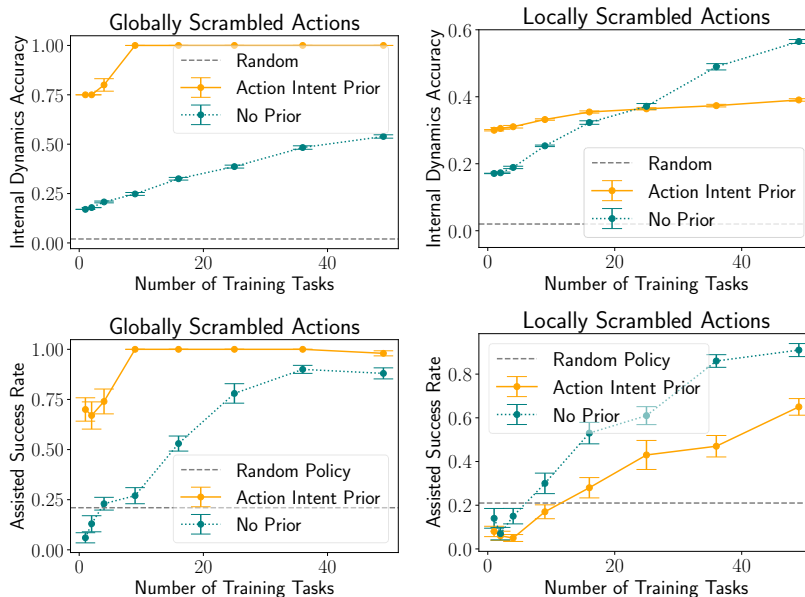 Globally Scrambled Actions
Internal Dynamics Accuracy
1.00
0.75
0.50
0.25
0.00
Random
Action Intent Prior
No Prior
0
20
40
Number of Training Tasks
Locally Scrambled Actions
Internal Dynamics Accuracy
0.6
0.4
0.2
0.0
Random
Action Intent Prior
No Prior
0
20
40
Number of Training Tasks
Globally Scrambled Actions
Assisted Success Rate
1.00
0.75
0.50
0.25
0.00
Random Policy
Action Intent Prior
No Prior
0
20
40
Number of Training Tasks
Locally Scrambled Actions
Assisted Success Rate
0.8
0.6
0.4
0.2
0.0
Random Policy
Action Intent Prior
No Prior
0
20
40
Number of Training Tasks